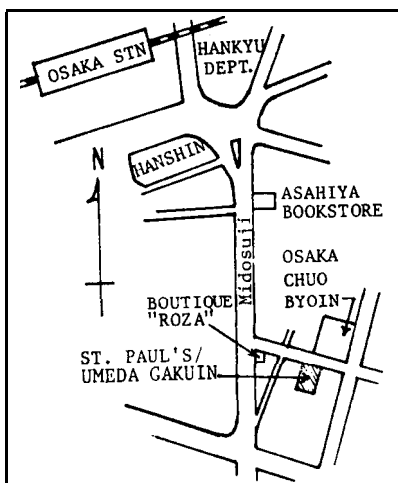 OSAKA STN
HANKYU
DEPT.
N
HANSHIN
ASAHIYA
BOOKSTORE
Midosuji
OSAKA
CHUO
BYOIN
BOUTIQUE
"ROZA"
ST. PAUL'S/
UMEDA GAKUIN